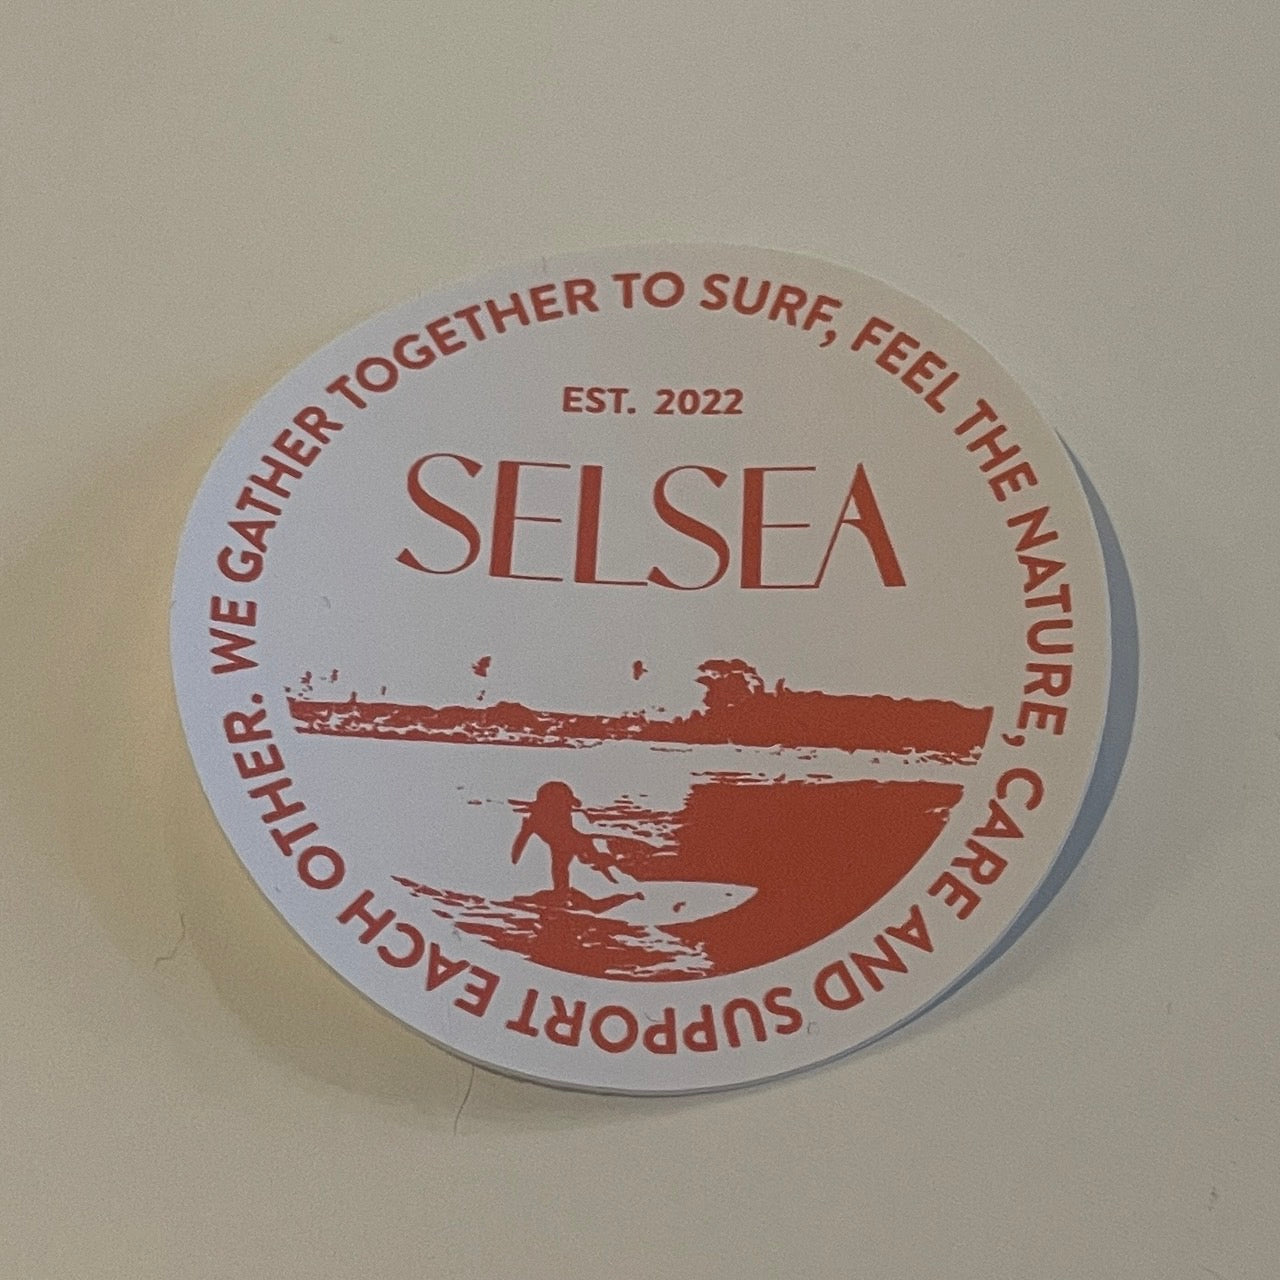 WE GATHER TOGETHER TO SURF, FEEL THE NATURE, CARE AND SUPPORT EACH OTHER.
EST. 2022
SELSEA